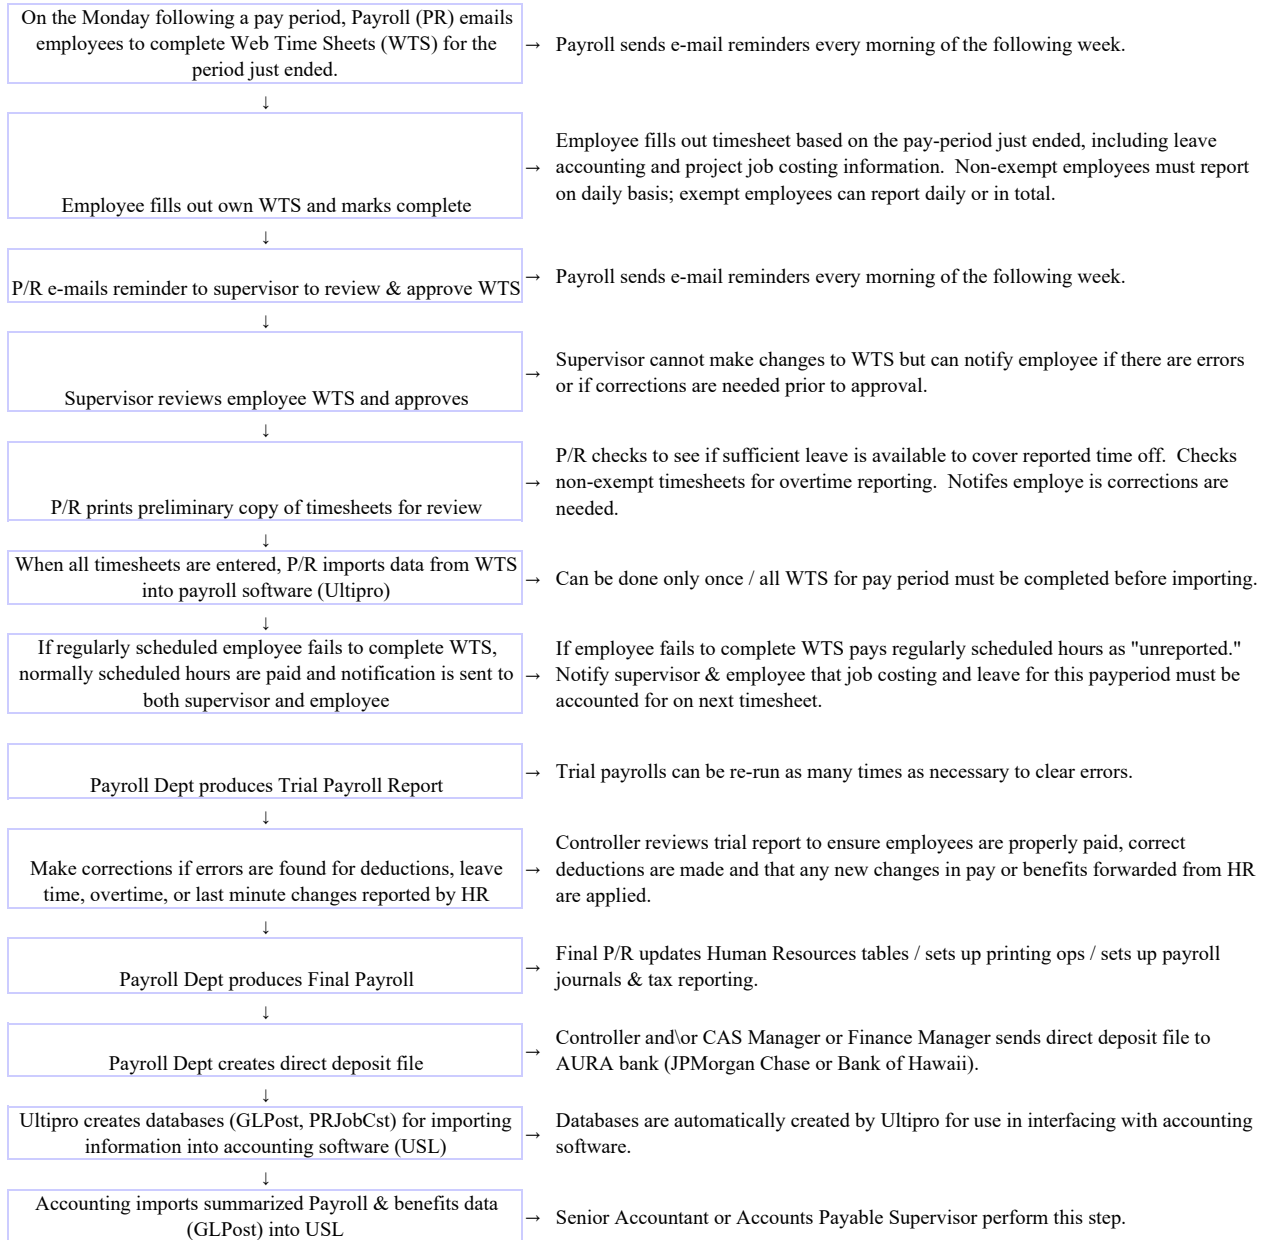 On the Monday following a pay period, Payroll (PR) emails
employees to complete Web Time Sheets (WTS) for the
period just ended.
→ Payroll sends e-mail reminders every morning of the following week.
↓
Employee fills out own WTS and marks complete
→
Employee fills out timesheet based on the pay-period just ended, including leave
accounting and project job costing information.  Non-exempt employees must report
on daily basis; exempt employees can report daily or in total.
↓
P/R e-mails reminder to supervisor to review & approve WTS
→ Payroll sends e-mail reminders every morning of the following week.
↓
Supervisor reviews employee WTS and approves
→
Supervisor cannot make changes to WTS but can notify employee if there are errors
or if corrections are needed prior to approval.
↓
P/R prints preliminary copy of timesheets for review
→
P/R checks to see if sufficient leave is available to cover reported time off.  Checks
non-exempt timesheets for overtime reporting.  Notifes employe is corrections are
needed.
↓
When all timesheets are entered, P/R imports data from WTS
into payroll software (Ultipro)
→ Can be done only once / all WTS for pay period must be completed before importing.
↓
If regularly scheduled employee fails to complete WTS,
normally scheduled hours are paid and notification is sent to
both supervisor and employee
→
If employee fails to complete WTS pays regularly scheduled hours as "unreported."
Notify supervisor & employee that job costing and leave for this payperiod must be
accounted for on next timesheet.
Payroll Dept produces Trial Payroll Report
→ Trial payrolls can be re-run as many times as necessary to clear errors.
↓
Make corrections if errors are found for deductions, leave
time, overtime, or last minute changes reported by HR
→
Controller reviews trial report to ensure employees are properly paid, correct
deductions are made and that any new changes in pay or benefits forwarded from HR
are applied.
↓
Payroll Dept produces Final Payroll
→
Final P/R updates Human Resources tables / sets up printing ops / sets up payroll
journals & tax reporting.
↓
Payroll Dept creates direct deposit file
→
Controller and\or CAS Manager or Finance Manager sends direct deposit file to
AURA bank (JPMorgan Chase or Bank of Hawaii).
↓
Ultipro creates databases (GLPost, PRJobCst) for importing
information into accounting software (USL)
→
Databases are automatically created by Ultipro for use in interfacing with accounting
software.
↓
Accounting imports summarized Payroll & benefits data
(GLPost) into USL
→ Senior Accountant or Accounts Payable Supervisor perform this step.